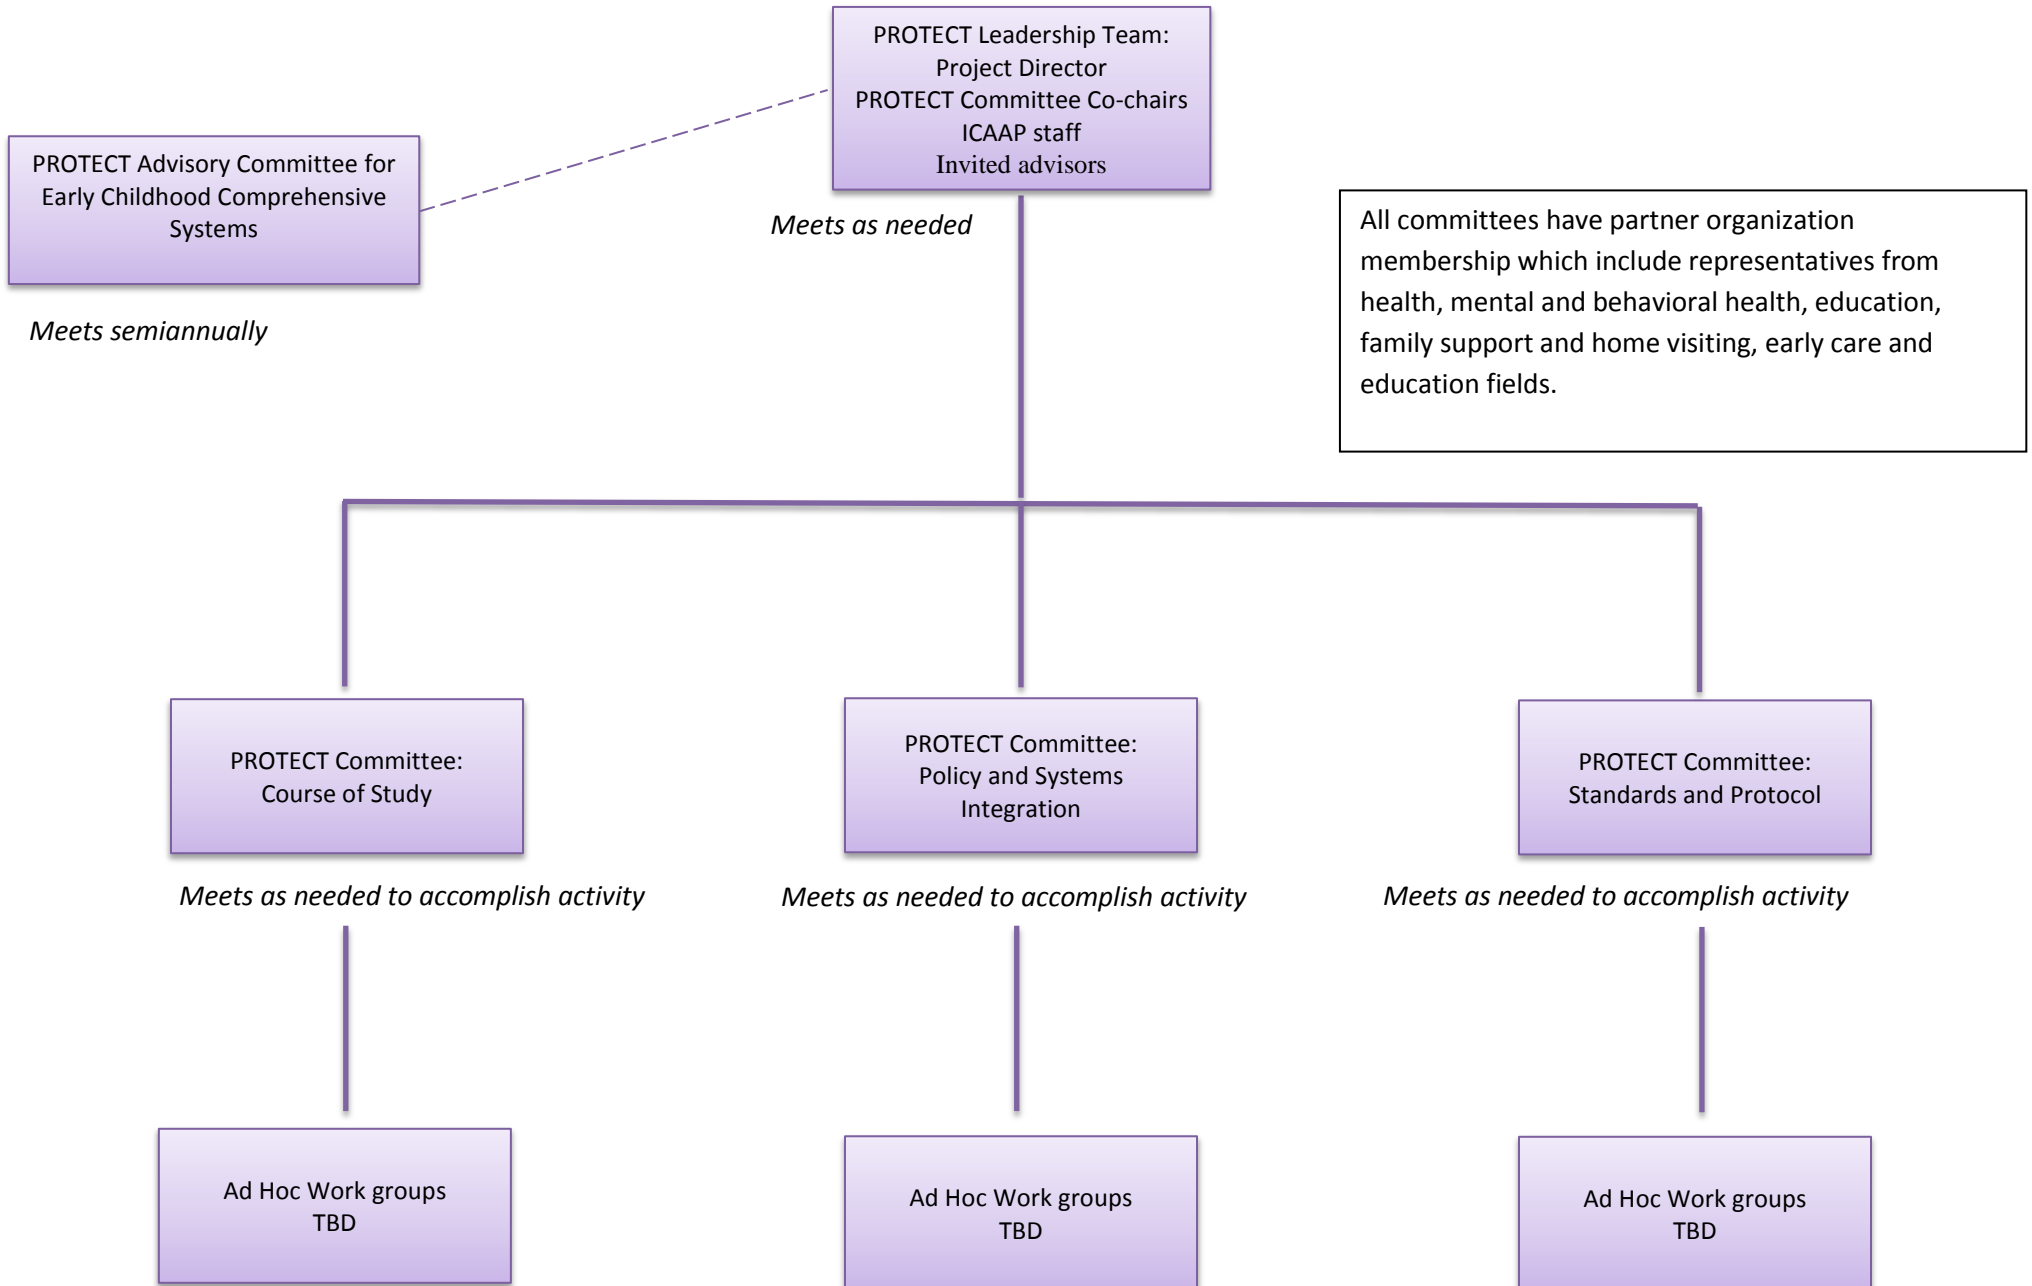 PROTECT Leadership Team:
Project Director
PROTECT Committee Co-chairs
ICAAP staff
Invited advisors
Meets as needed
PROTECT Advisory Committee for
Early Childhood Comprehensive
Systems
Meets semiannually
All committees have partner organization
membership which include representatives from
health, mental and behavioral health, education,
family support and home visiting, early care and
education fields.
PROTECT Committee:
Course of Study
Meets as needed to accomplish activity
PROTECT Committee:
Policy and Systems
Integration
Meets as needed to accomplish activity
PROTECT Committee:
Standards and Protocol
Meets as needed to accomplish activity
Ad Hoc Work groups
TBD
Ad Hoc Work groups
TBD
Ad Hoc Work groups
TBD